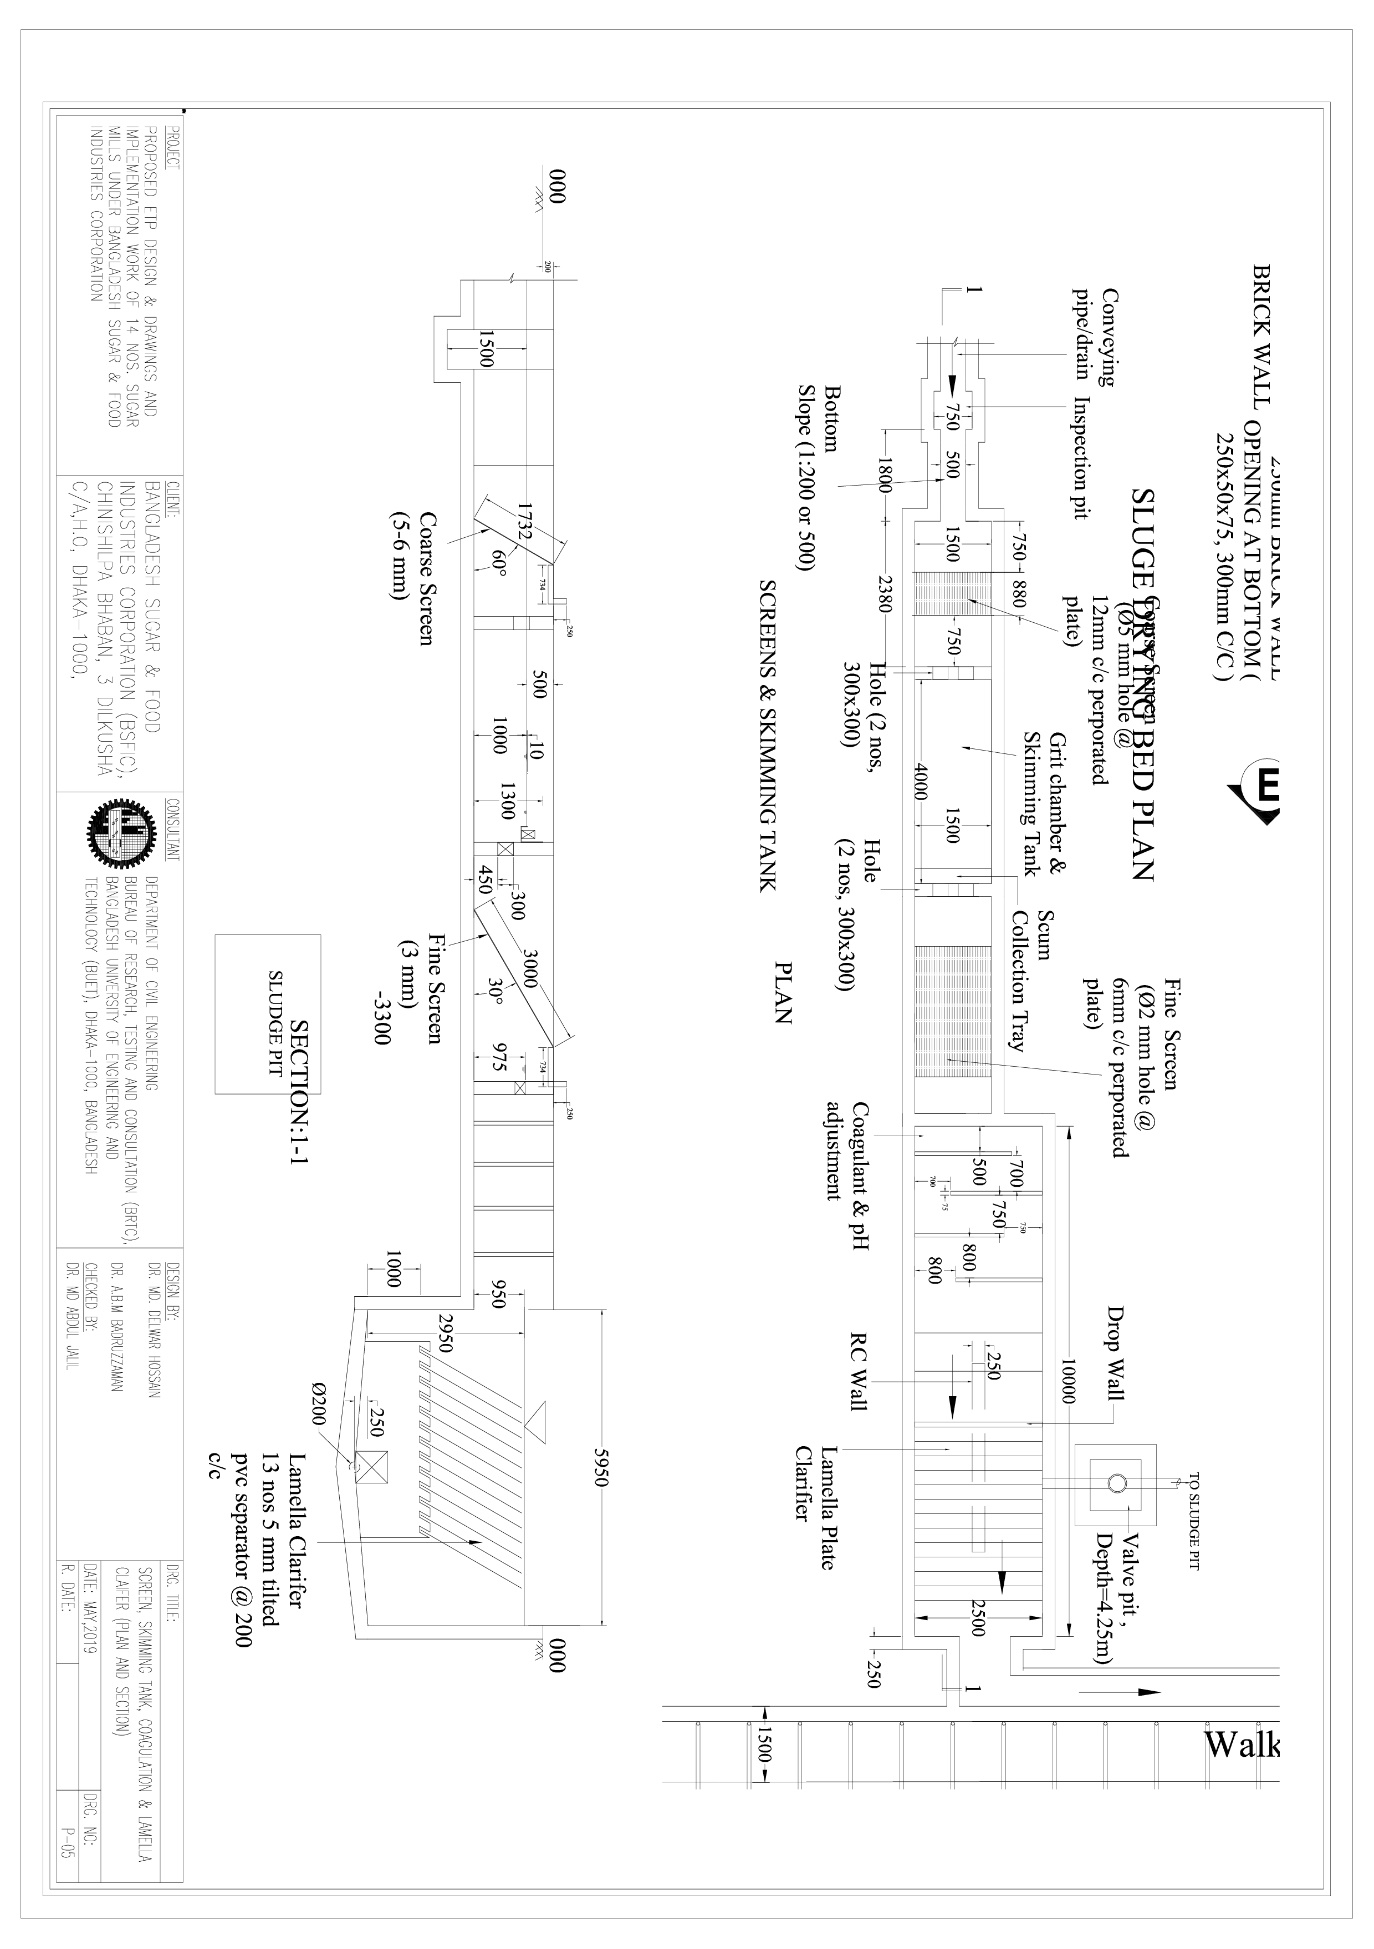 BRICK WALL
OPENING AT BOTTOM (
250x50x75, 300mm C/C )
E
SLUGE DRYING BED PLAN
1
Conveying
pipe/drain
Inspection pit
Coarse Screen
(Ø5 mm hole @
12mm c/c perporated
plate)
Grit chamber &
Skimming Tank
Scum
Collection Tray
Fine Screen
(Ø2 mm hole @
6mm c/c perporated
plate)
Drop Wall
TO SLUDGE PIT
Valve pit ,
Depth=4.25m)
750
500
1500
750
880
750
1800
2380
4000
1500
500
700
700
75
750
750
800
800
10000
250
2500
250
1
1500
Walk
Bottom
Slope (1:200 or 500)
Hole (2 nos,
300x300)
Hole
(2 nos, 300x300)
Coagulant & pH
adjustment
RC Wall
Lamella Plate
Clarifier
SCREENS & SKIMMING TANK
PLAN
000
200
1500
1732
60°
734
250
500
1000
10
1300
450
300
3000
30°
975
734
250
950
1000
2950
5950
250
Ø200
000
Coarse Screen
(5-6 mm)
Fine Screen
(3 mm)
-3300
Lamella Clarifer
13 nos 5 mm tilted
pvc separator @ 200
c/c
SECTION:1-1
SLUDGE PIT
PROJECT
PROPOSED ETP DESIGN & DRAWINGS AND
IMPLEMENTATION WORK OF 14 NOS. SUGAR
MILLS UNDER BANGLADESH SUGAR & FOOD
INDUSTRIES CORPORATION
CLIENT:
BANGLADESH SUGAR & FOOD
INDUSTRIES CORPORATION (BSFIC),
CHINISHILPA BHABAN, 3 DILKUSHA
C/A,H.O, DHAKA-1000,
CONSULTANT
DEPARTMENT OF CIVIL ENGINEERING
BUREAU OF RESEARCH, TESTING AND CONSULTATION (BRTC),
BANGLADESH UNIVERSITY OF ENGINEERING AND
TECHNOLOGY (BUET), DHAKA-1000, BANGLADESH
DESIGN BY:
DR. MD. DELWAR HOSSAIN
DR. A.B.M BADRUZZAMAN
CHECKED BY:
DR. MD ABDUL JALIL
DRG. TITLE:
SCREEN, SKIMMING TANK, COAGULATION & LAMELLA
CLAIFER (PLAN AND SECTION)
DATE: MAY,2019
R. DATE:
DRG. NO:
P-05